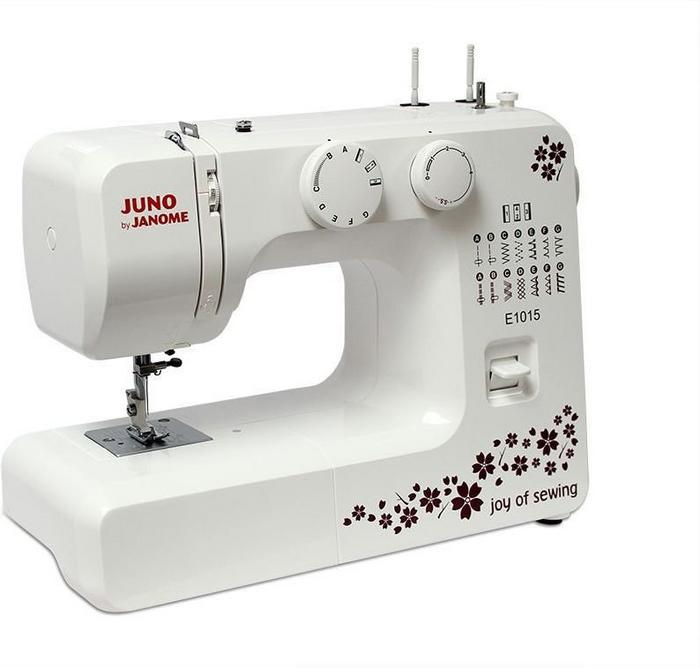 JUNO
by JANOME
B A
C
D E F G
A B C D E F G
A B C D E F G
E1015
joy of sewing